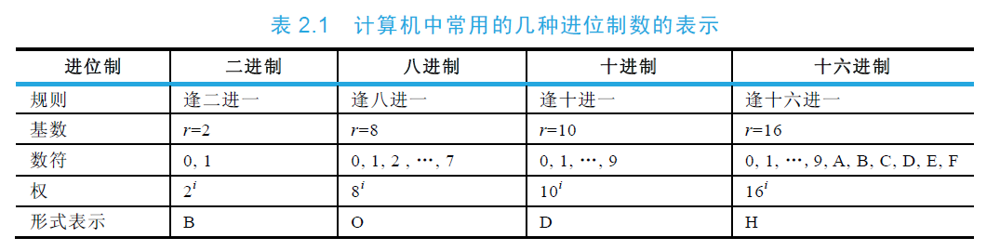 表 2.1 计算机中常用的几种进位制数的表示
进位制 二进制 八进制 十进制 十六进制
规则 逢二进一 逢八进一 逢十进一 逢十六进一
基数 r=2 r=8 r=10 r=16
数符 0, 1 0, 1, 2 , …, 7 0, 1, …, 9 0, 1, …, 9, A, B, C, D, E, F
权 2^i 8^i 10^i 16^i
形式表示 B O D H